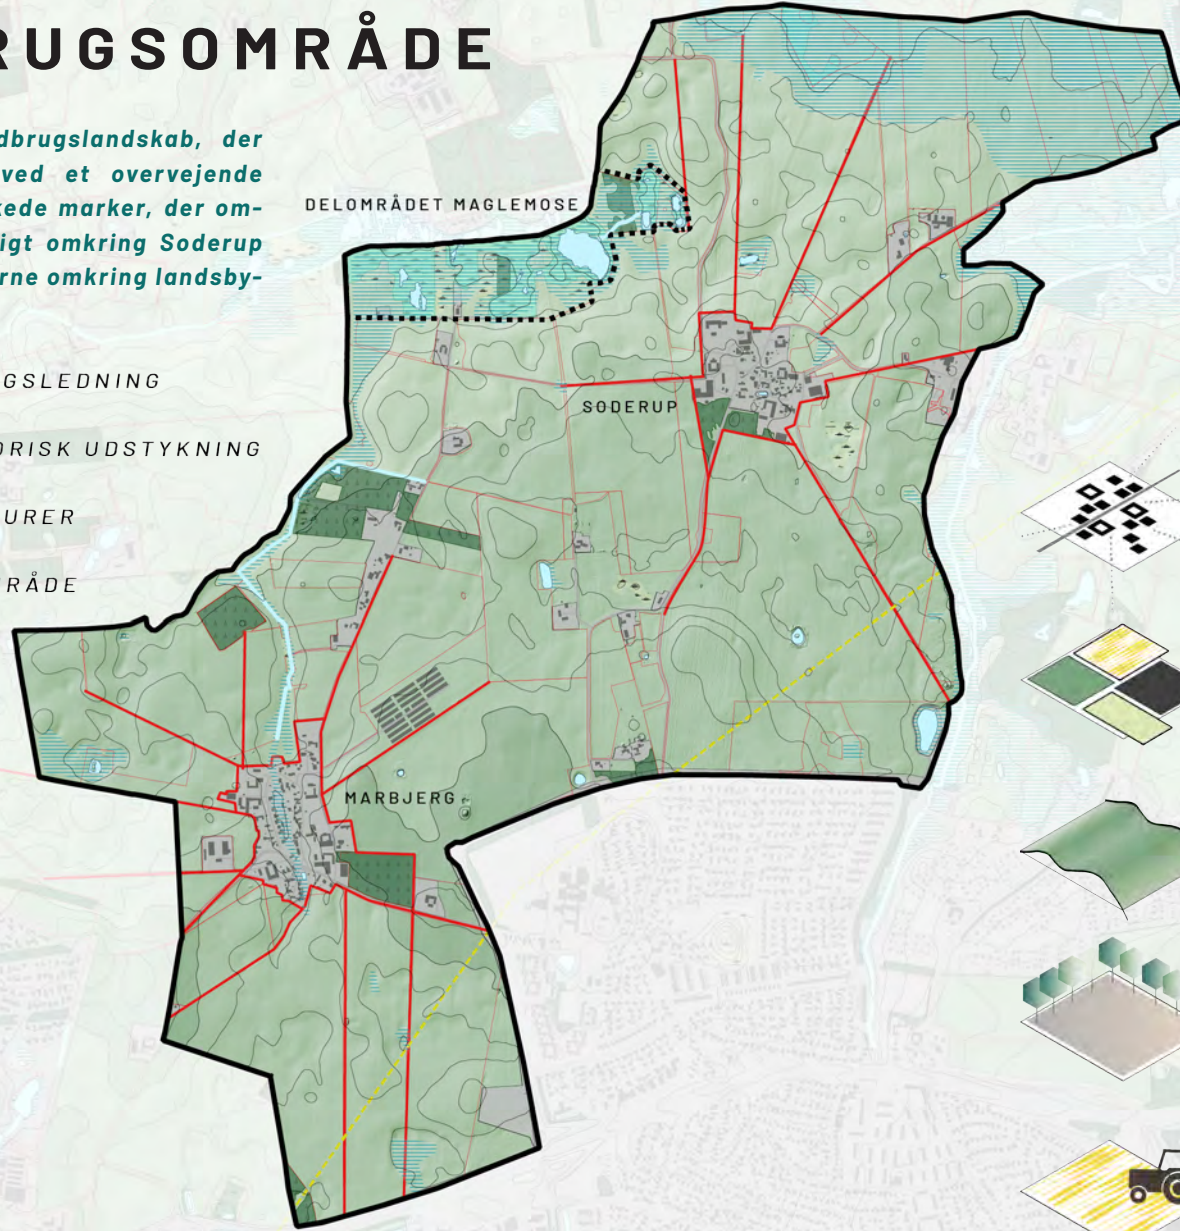 RUGSOMRÅDE
dbrugslandskab, der
ved et overvejende
kede marker, der om-
igt omkring Soderup
rne omkring landsby-
DELOMRÅDET MAGLEMOSE
GSLEDNING
SODERUP
ORISK UDSTYKNING
URER
RÅDE
MARBJERG